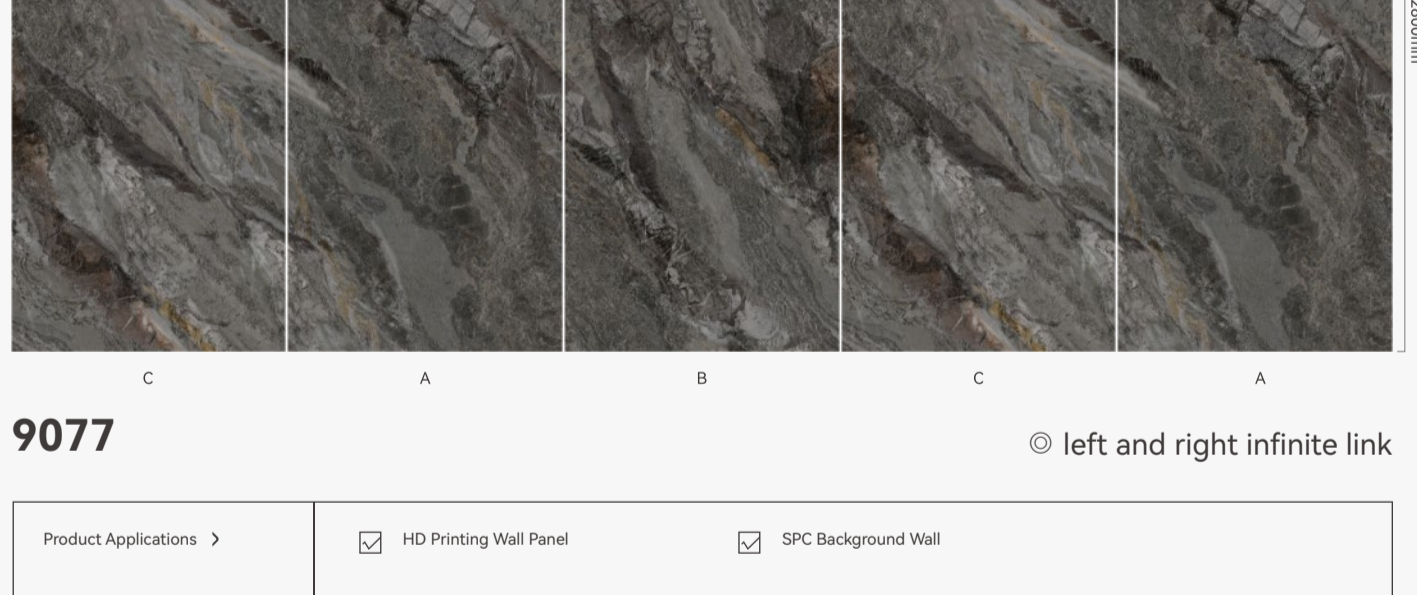 C A B C A
9077
◎ left and right infinite link
Product Applications > ☑ HD Printing Wall Panel ☑ SPC Background Wall